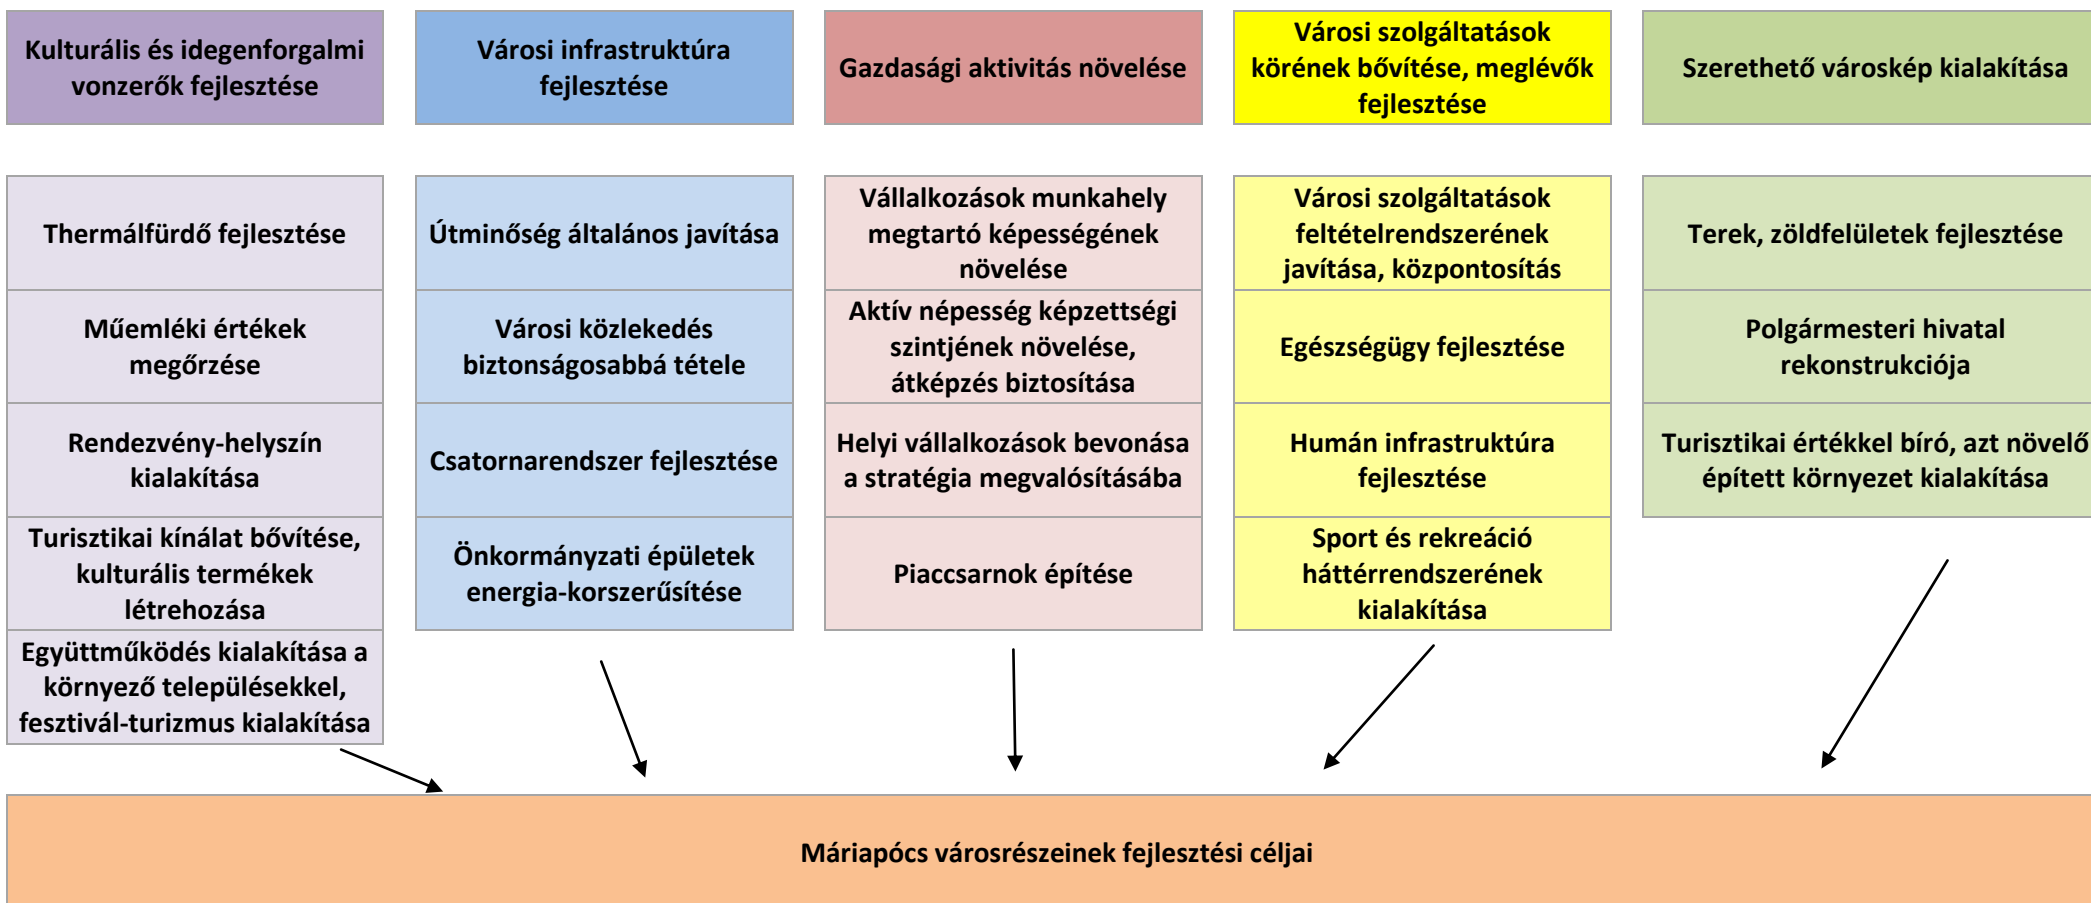 Kulturális és idegenforgalmi
vonzerők fejlesztése
Városi infrastruktúra
fejlesztése
Gazdasági aktivitás növelése
Városi szolgáltatások
körének bővítése, meglévők
fejlesztése
Szerethető városkép kialakítása
Thermálfürdő fejlesztése
Műemléki értékek
megőrzése
Rendezvény-helyszín
kialakítása
Turisztikai kínálat bővítése,
kulturális termékek
létrehozása
Együttműködés kialakítása a
környező településekkel,
fesztivál-turizmus kialakítása
Útminőség általános javítása
Városi közlekedés
biztonságosabbá tétele
Csatornarendszer fejlesztése
Önkormányzati épületek
energia-korszerűsítése
Vállalkozások munkahely
megtartó képességének
növelése
Aktív népesség képzettségi
szintjének növelése,
átképzés biztosítása
Helyi vállalkozások bevonása
a stratégia megvalósításába
Piaccsarnok építése
Városi szolgáltatások
feltételrendszerének
javítása, központosítás
Egészségügy fejlesztése
Humán infrastruktúra
fejlesztése
Sport és rekreáció
háttérrendszerének
kialakítása
Terek, zöldfelületek fejlesztése
Polgármesteri hivatal
rekonstrukciója
Turisztikai értékkel bíró, azt növelő
épített környezet kialakítása
Máriapócs városrészeinek fejlesztési céljai